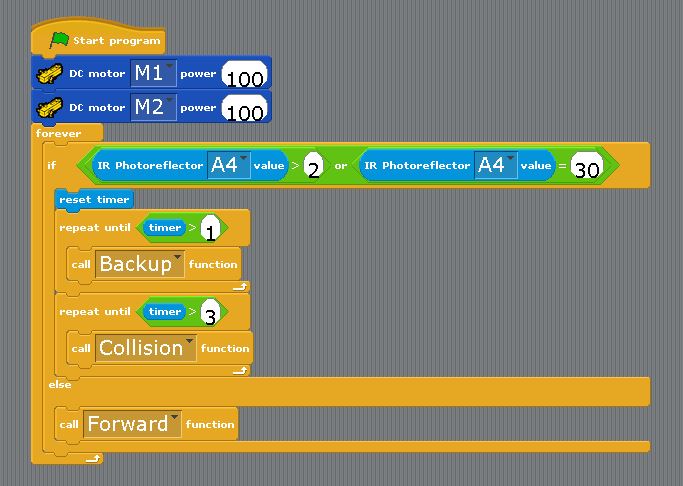 Start program
DC motor M1 power 100
DC motor M2 power 100
forever
if IR Photoreflector A4 value > 2 or IR Photoreflector A4 value = 30
reset timer
repeat until timer > 1
call Backup function
repeat until timer > 3
call Collision function
else
call Forward function